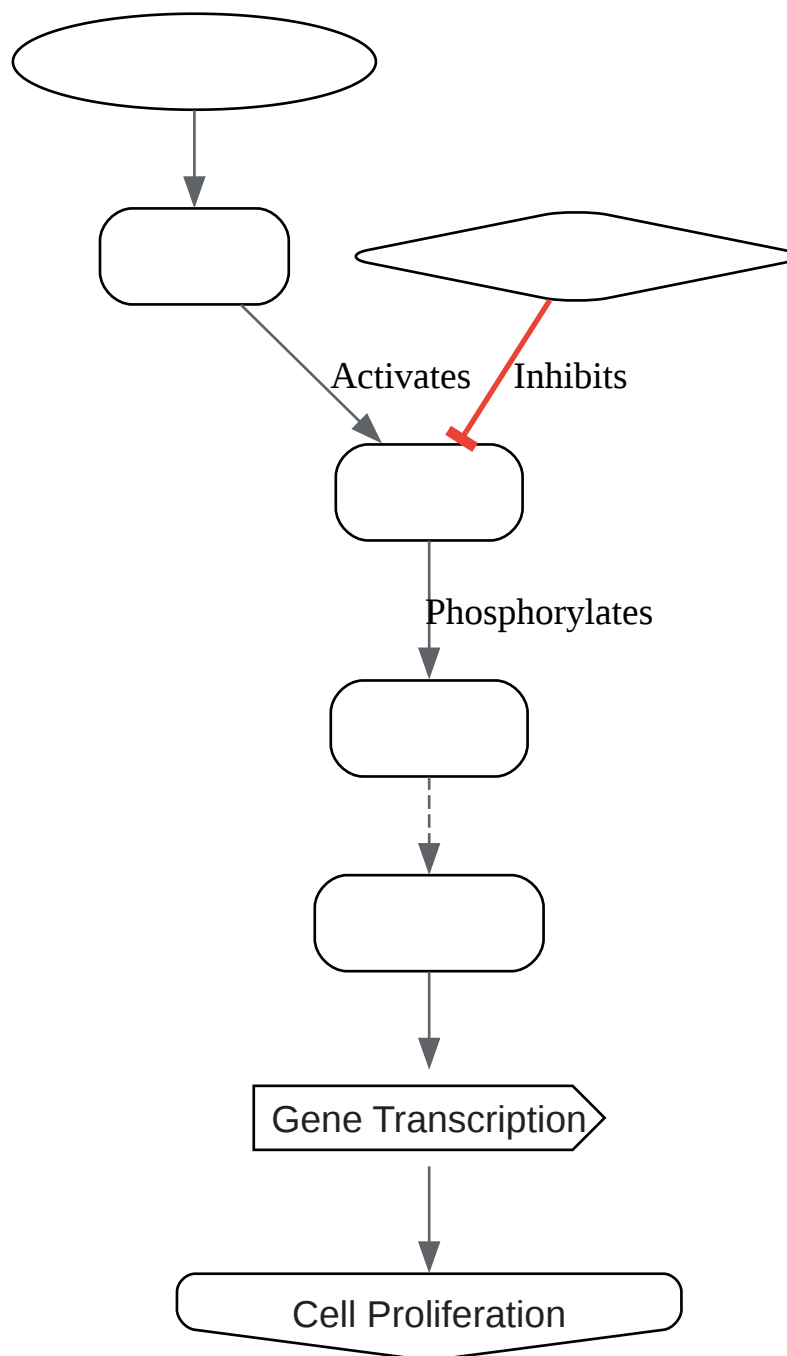 Activates
Inhibits
Phosphorylates
Gene Transcription
Cell Proliferation